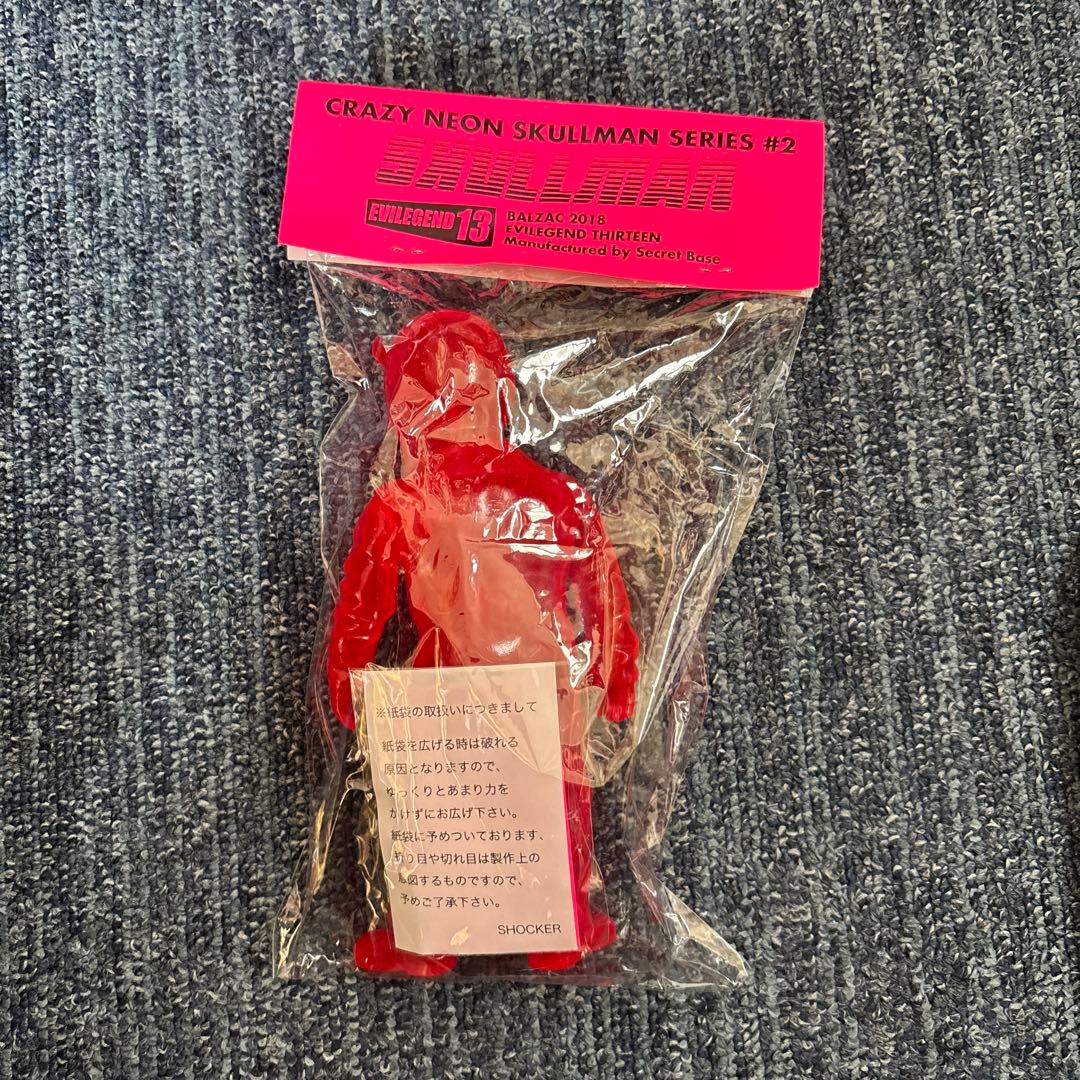 CRAZY NEON SKULLMAN SERIES #2
SKULLMAN
EVILEGEND 13
BALZAC 2018
EVILEGEND THIRTEEN
Manufactured by Secret Base
※紙袋の取扱いにつきまして
紙袋を広げる時は破れる
原因となりますので、
ゆっくりとあまり力を
かけずにお広げ下さい。
紙袋に予めついております、
折り目や切れ目は製作上の
意図するものですので、
予めご了承下さい。
SHOCKER